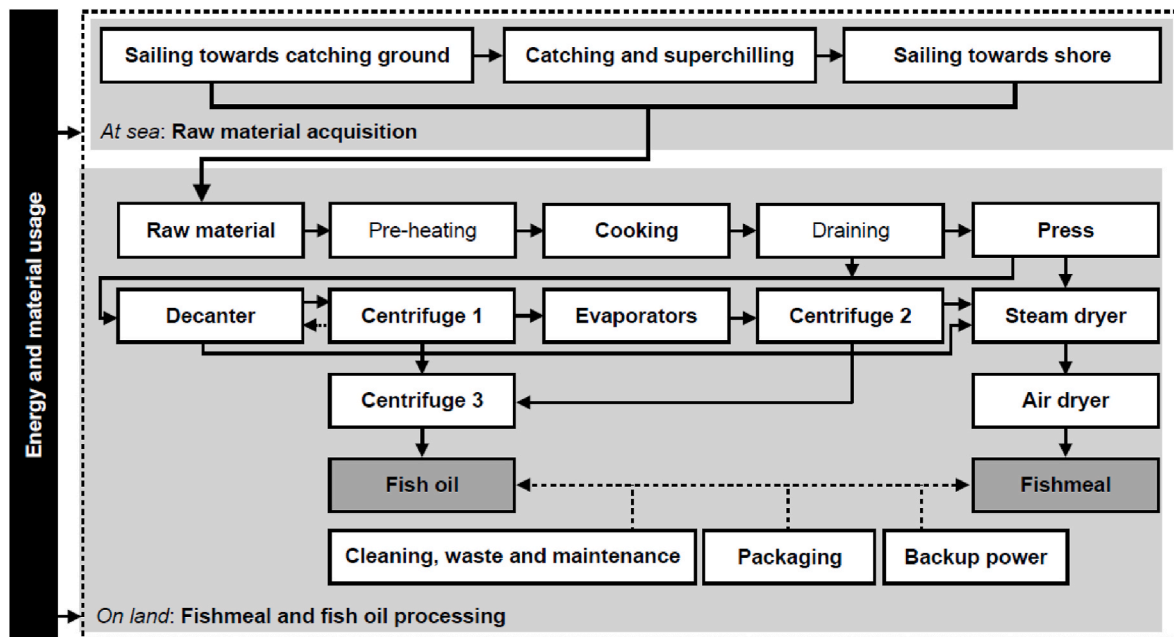 Energy and material usage
Sailing towards catching ground
Catching and superchilling
Sailing towards shore
At sea: Raw material acquisition
Raw material
Pre-heating
Cooking
Draining
Press
Decanter
Centrifuge 1
Evaporators
Centrifuge 2
Steam dryer
Centrifuge 3
Air dryer
Fish oil
Fishmeal
Cleaning, waste and maintenance
Packaging
Backup power
On land: Fishmeal and fish oil processing